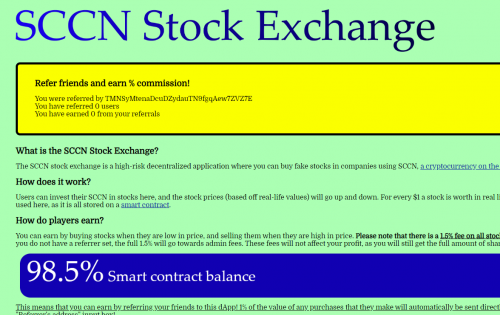 SCCN Stock Exchange
Refer friends and earn % commission!
You were referred by TMNSyMtenaDcuDZydauTN9fgqAew7ZVZ7E
You have referred 0 users
You have earned 0 from your referrals
What is the SCCN Stock Exchange?
The SCCN stock exchange is a high-risk decentralized application where you can buy fake stocks in companies using SCCN, a cryptocurrency on the
How does it work?
Users can invest their SCCN in stocks here, and the stock prices (based off real-life values) will go up and down. For every $1 a stock is worth in real li
used here, as it is all stored on a smart contract.
How do players earn?
You can earn by buying stocks when they are low in price, and selling them when they are high in price. Please note that there is a 1.5% fee on all stoc
you do not have a referrer set, the full 1.5% will go towards admin fees. These fees will not affect your profit, as you will still get the full amount of shar
98.5% Smart contract balance
This means that you can earn by referring your friends to this dApp! 1% of the value of any purchases that they make will automatically be sent direct
"Referrer's address" input box!